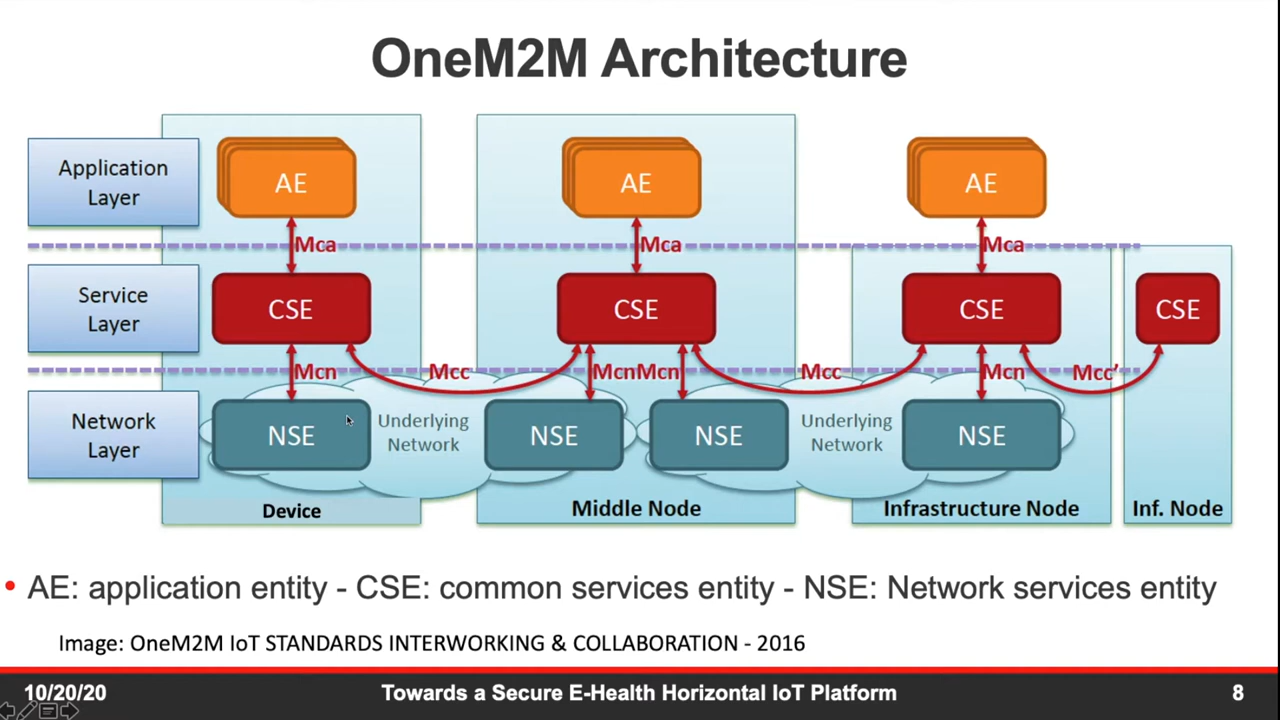 OneM2M Architecture
Application
Layer
AE
AE
AE
Mca
Mca
Mca
Service
Layer
CSE
CSE
CSE
CSE
Mcn
Mcc
Mcn
Mcn
Mcc
Mcn
Mcc’
Network
Layer
NSE
Underlying
Network
NSE
NSE
Underlying
Network
NSE
Device
Middle Node
Infrastructure Node
Inf. Node
• AE: application entity - CSE: common services entity - NSE: Network services entity
Image: OneM2M IoT STANDARDS INTERWORKING & COLLABORATION - 2016
10/20/20
Towards a Secure E-Health Horizontal IoT Platform
8